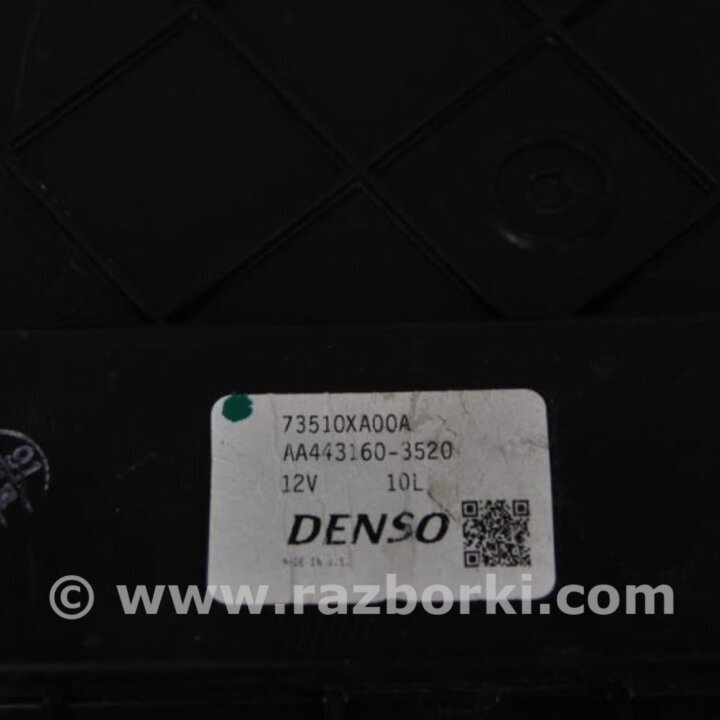 73510XA00A
AA443160-3520
12V 10L
DENSO
MADE IN U.S.
© www.razborki.com